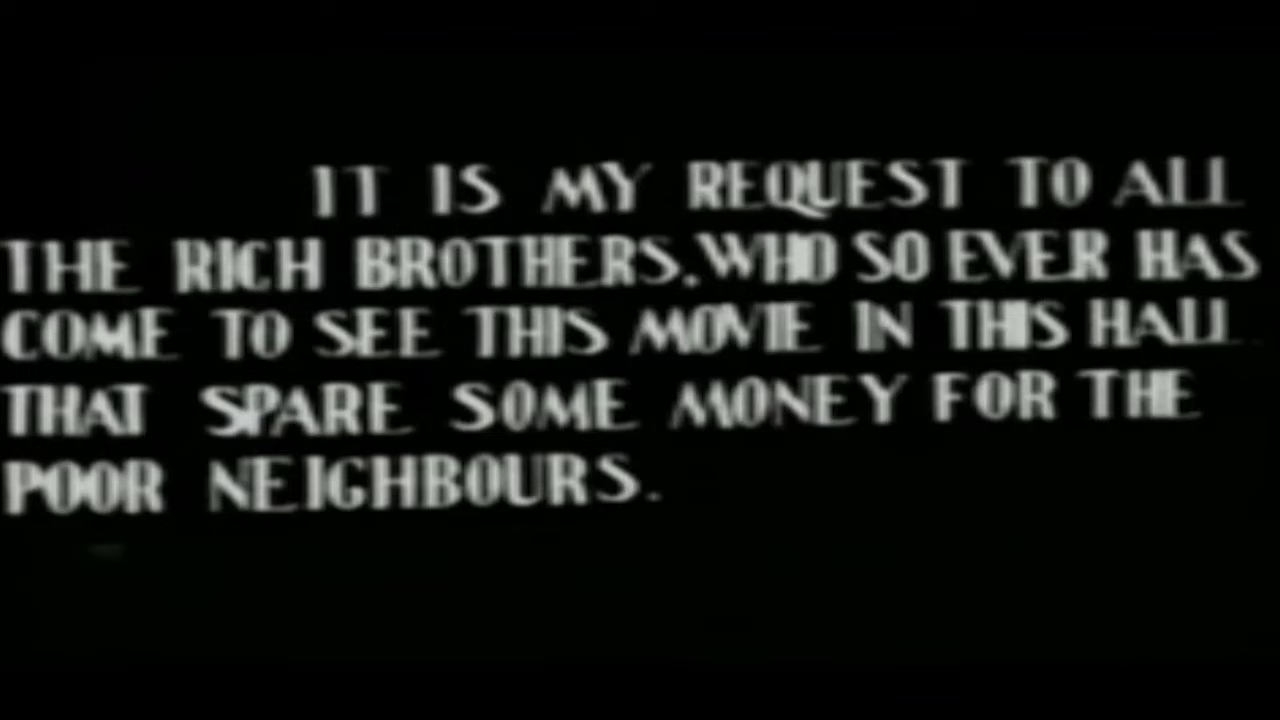 IT IS MY REQUEST TO ALL
THE RICH BROTHERS.WHO SO EVER HAS
COME TO SEE THIS MOVIE IN THIS HALL
THAT SPARE SOME MONEY FOR THE
POOR NEIGHBOURS.